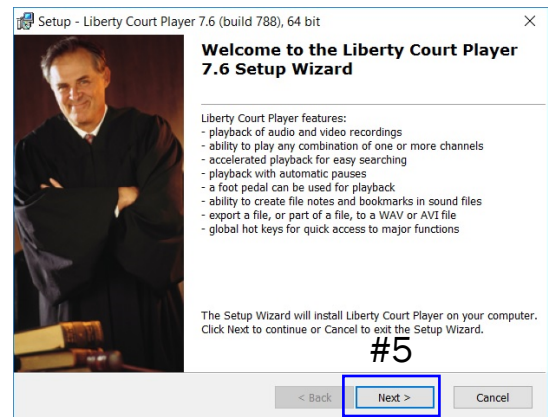 Setup - Liberty Court Player 7.6 (build 788), 64 bit
Welcome to the Liberty Court Player
7.6 Setup Wizard
Liberty Court Player features:
- playback of audio and video recordings
- ability to play any combination of one or more channels
- accelerated playback for easy searching
- playback with automatic pauses
- a foot pedal can be used for playback
- ability to create file notes and bookmarks in sound files
- export a file, or part of a file, to a WAV or AVI file
- global hot keys for quick access to major functions
The Setup Wizard will install Liberty Court Player on your computer.
Click Next to continue or Cancel to exit the Setup Wizard.
#5
< Back Next > Cancel